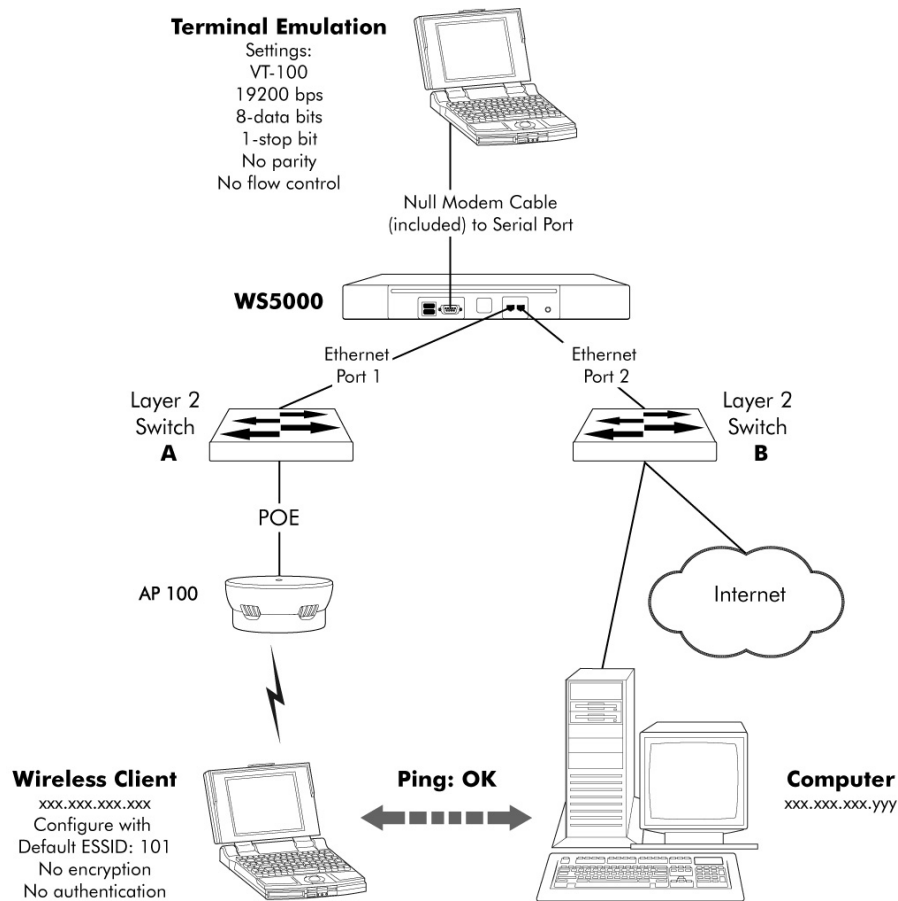 Terminal Emulation
Settings:
VT-100
19200 bps
8-data bits
1-stop bit
No parity
No flow control
Null Modem Cable
(included) to Serial Port
WS5000
Ethernet
Port 1
Ethernet
Port 2
Layer 2
Switch
A
Layer 2
Switch
B
POE
AP 100
Internet
Wireless Client
xxx.xxx.xxx.xxx
Configure with
Default ESSID: 101
No encryption
No authentication
Ping: OK
Computer
xxx.xxx.xxx.yyy